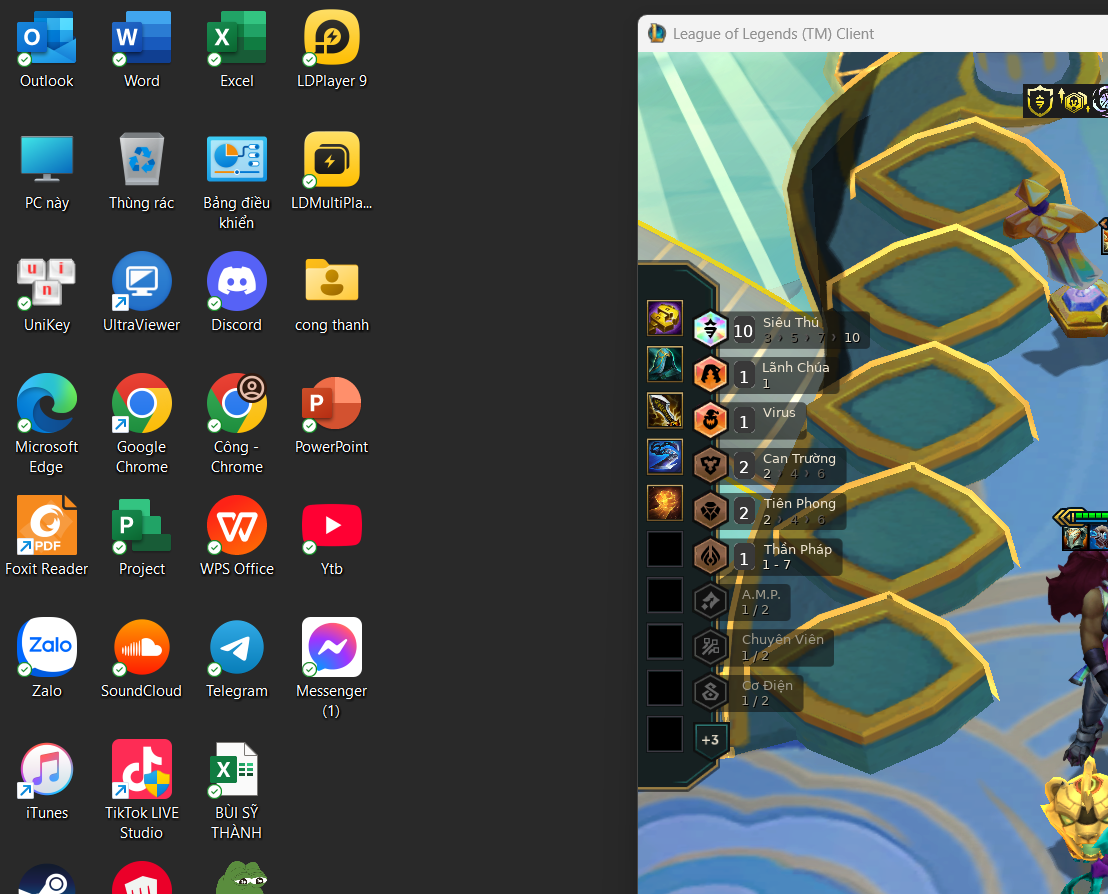 Outlook
Word
Excel
LDPlayer 9
PC này
Thùng rác
Bảng điều
khiển
LDMultiPla...
u
n
i
UniKey
UltraViewer
Discord
cong thanh
Microsoft
Edge
Google
Chrome
Công -
Chrome
P
PowerPoint
PDF
Foxit Reader
P
Project
WPS Office
Ytb
Zalo
Zalo
SoundCloud
Telegram
Messenger
(1)
iTunes
TikTok LIVE
Studio
BÙI SỸ
THÀNH
League of Legends (TM) Client
10
Siêu Thú
3 › 5 › 7 › 10
1
Lãnh Chúa
1
1
Virus
2
Can Trường
2 › 4 › 6
2
Tiên Phong
2 › 4 › 6
1
Thần Pháp
1 - 7
A.M.P.
1 / 2
Chuyên Viên
1 / 2
Cơ Điện
1 / 2
+3